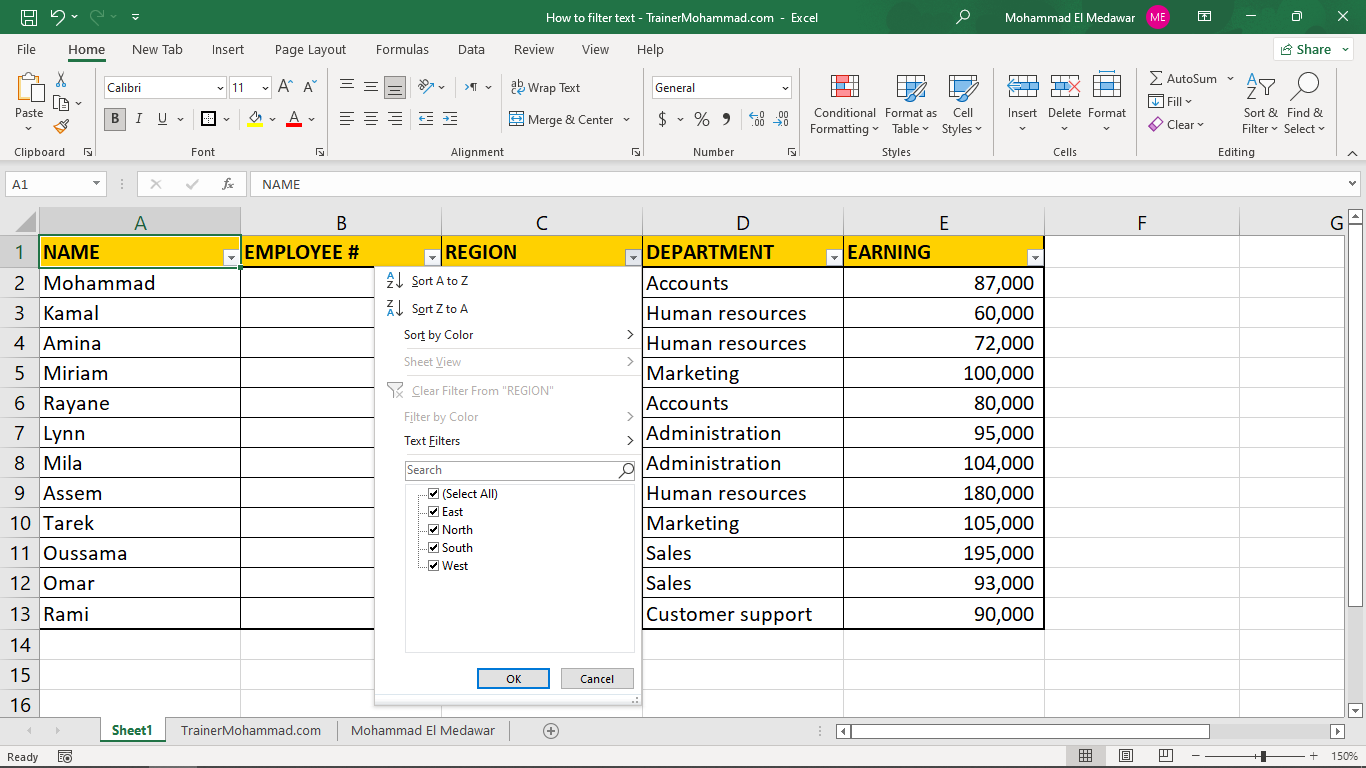 How to filter text - TrainerMohammad.com - Excel
Mohammad El Medawar
ME
File Home New Tab Insert Page Layout Formulas Data Review View Help
Share
Paste
Clipboard
Calibri 11
B I U
Font
Wrap Text
Merge & Center
Alignment
General
$ % 9
Number
Conditional Formatting
Format as Table
Cell Styles
Styles
Insert Delete Format
Cells
AutoSum
Fill
Clear
Sort & Filter
Find & Select
Editing
A1 fx NAME
A B C D E F G
1 NAME EMPLOYEE # REGION DEPARTMENT EARNING
2 Mohammad Accounts 87,000
3 Kamal Human resources 60,000
4 Amina Human resources 72,000
5 Miriam Marketing 100,000
6 Rayane Accounts 80,000
7 Lynn Administration 95,000
8 Mila Administration 104,000
9 Assem Human resources 180,000
10 Tarek Marketing 105,000
11 Oussama Sales 195,000
12 Omar Sales 93,000
13 Rami Customer support 90,000
14
15
16
Sort A to Z
Sort Z to A
Sort by Color
Sheet View
Clear Filter From "REGION"
Filter by Color
Text Filters
Search
(Select All)
East
North
South
West
OK Cancel
Sheet1 TrainerMohammad.com Mohammad El Medawar
Ready
150%